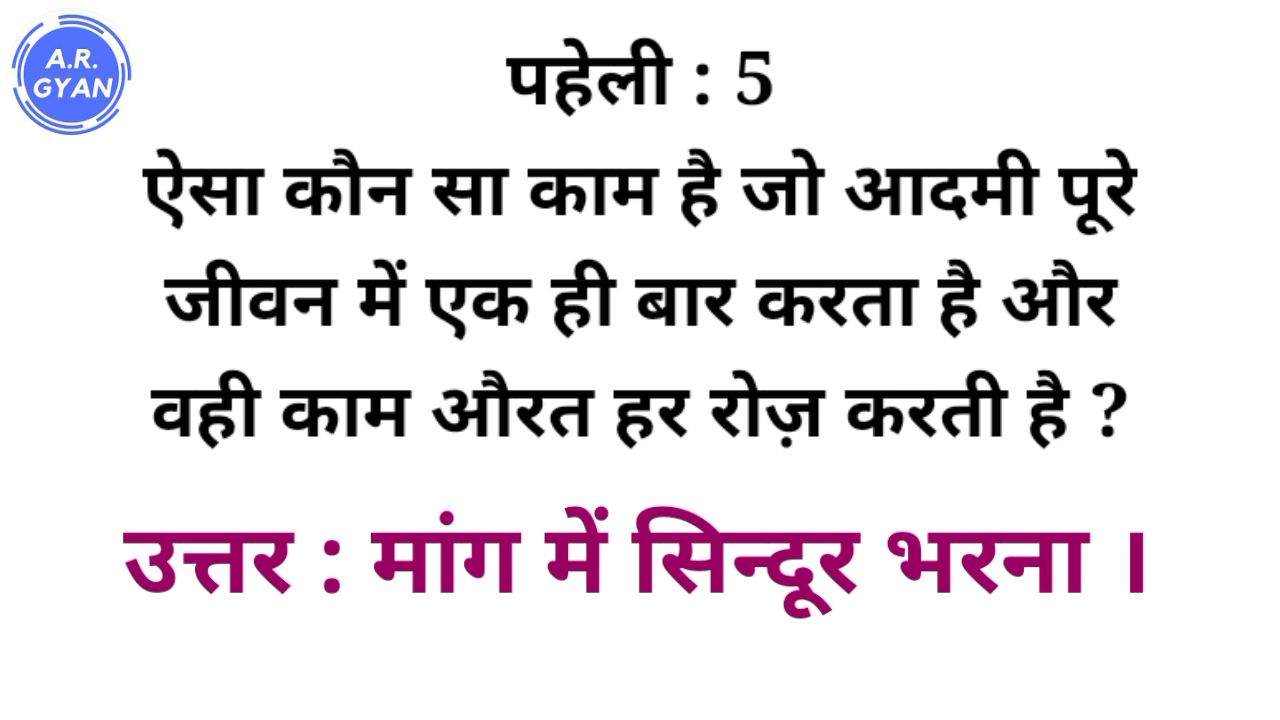 A.R.
GYAN
पहेली : 5
ऐसा कौन सा काम है जो आदमी पूरे
जीवन में एक ही बार करता है और
वही काम औरत हर रोज़ करती है ?
उत्तर : मांग में सिन्दूर भरना ।